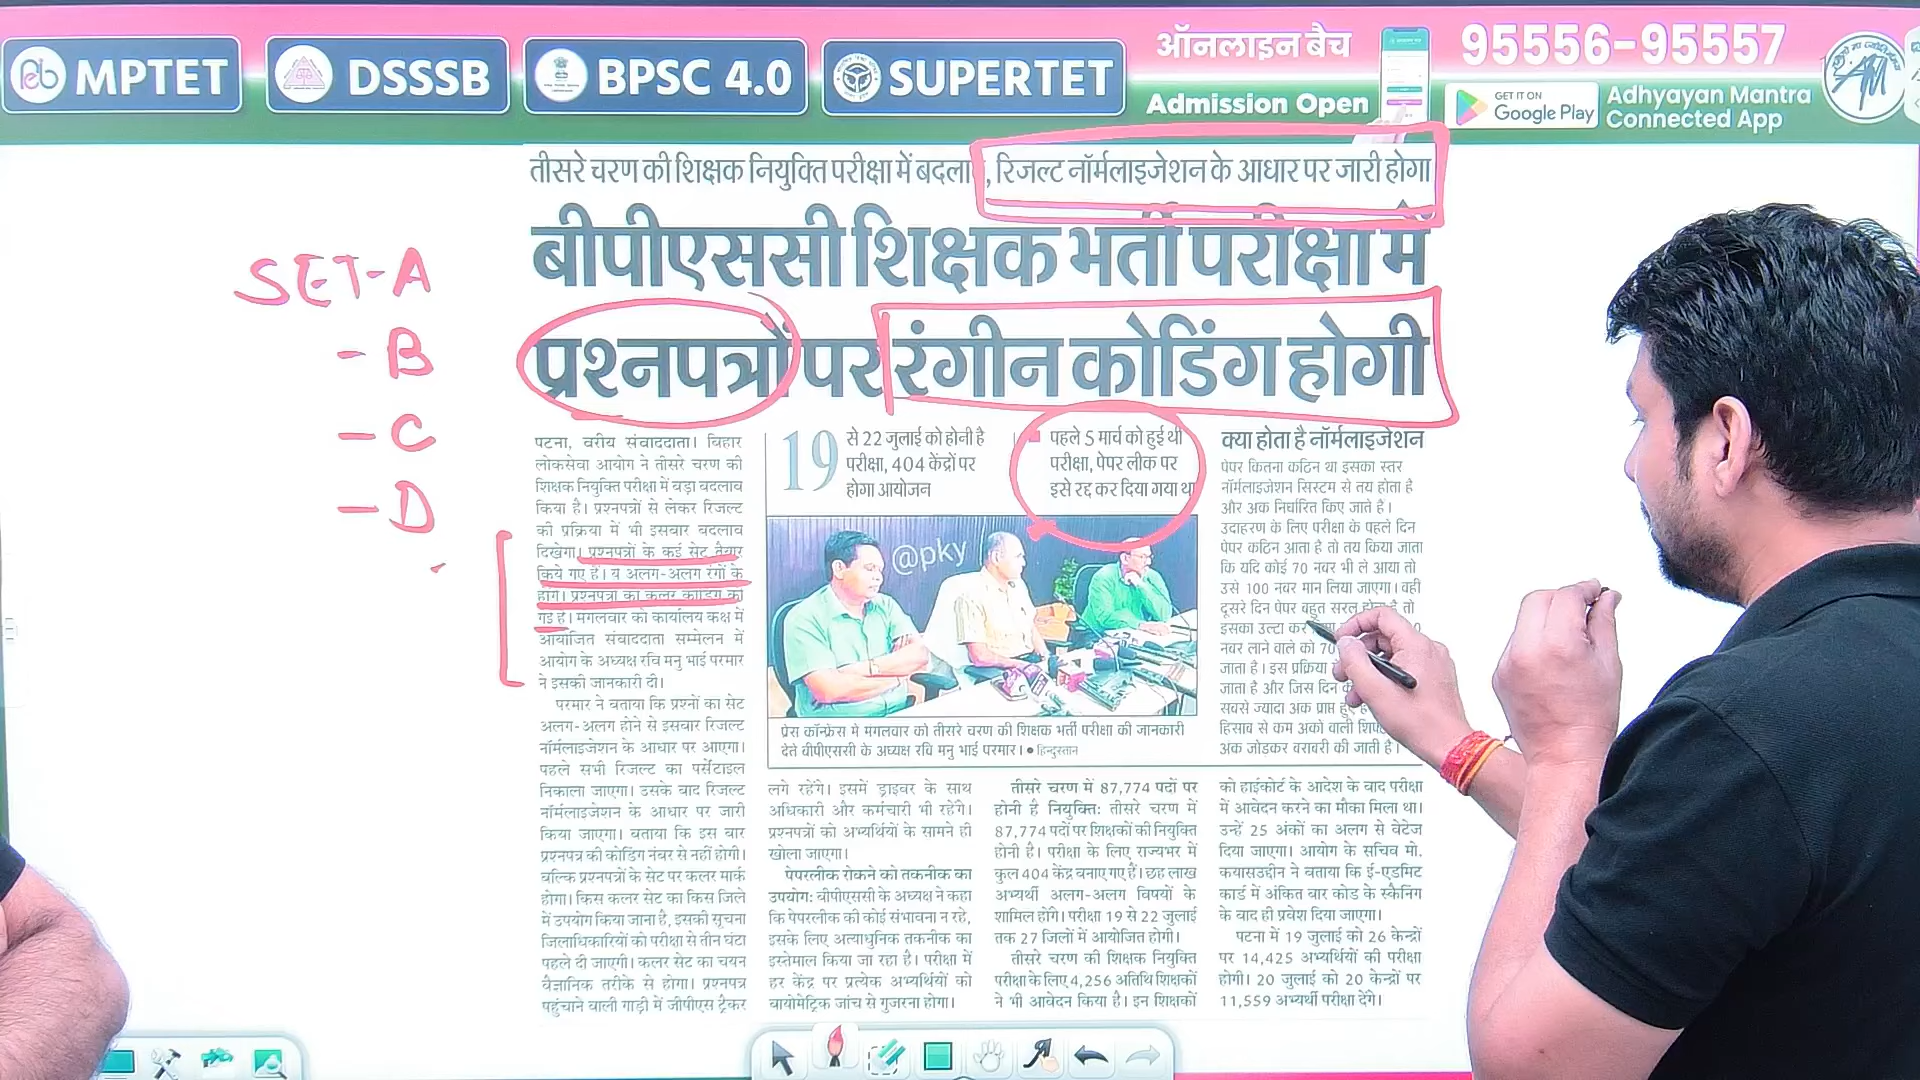 MPTET
DSSSB
BPSC 4.0
SUPERTET
ऑनलाइन बैच
Admission Open
95556-95557
GET IT ON
Google Play
Adhyayan Mantra
Connected App
तीसरे चरण की शिक्षक नियुक्ति परीक्षा में , रिजल्ट नॉर्मलाइजेशन के आधार पर जारी होगा
बीपीएससी शिक्षक भर्ती परीक्षा में
प्रश्नपत्रों पर रंगीन कोडिंग होगी
SET-A
-B
-C
-D
पटना, वरीय संवाददाता। बिहार
लोकसेवा आयोग ने तीसरे चरण की
शिक्षक नियुक्ति परीक्षा में बड़ा बदलाव
किया है। प्रश्नपत्रों से लेकर रिजल्ट
की प्रक्रिया में भी इसबार बदलाव
दिखेगा। प्रश्नपत्रों के कई सेट तैयार
किये गए हैं। ये अलग-अलग रंगों के
होंगे। प्रश्नपत्रों की कलर कोडिंग की
गई है। मंगलवार को कार्यालय कक्ष में
आयोजित संवाददाता सम्मेलन में
आयोग के अध्यक्ष रवि मनु भाई परमार
ने इसकी जानकारी दी।
परमार ने बताया कि प्रश्नों का सेट
अलग-अलग होने से इसबार रिजल्ट
नॉर्मलाइजेशन के आधार पर आएगा।
पहले सभी रिजल्ट का पर्सेंटाइल
निकाला जाएगा। उसके बाद रिजल्ट
नॉर्मलाइजेशन के आधार पर जारी
किया जाएगा। बताया कि इस बार
प्रश्नपत्र की कोडिंग नंबर से नहीं होगी।
बल्कि प्रश्नपत्रों के सेट पर कलर मार्क
होगा। किस कलर सेट का किस जिले
में उपयोग किया जाना है, इसकी सूचना
जिलाधिकारियों को परीक्षा से तीन घंटा
पहले दी जाएगी। कलर सेट का चयन
वैज्ञानिक तरीके से होगा। प्रश्नपत्र
पहुंचाने वाली गाड़ी में जीपीएस ट्रैकर
19
से 22 जुलाई को होनी है
परीक्षा, 404 केंद्रों पर
होगा आयोजन
पहले 5 मार्च को हुई थी
परीक्षा, पेपर लीक पर
इसे रद्द कर दिया गया था
@pky
प्रेस कॉन्फ्रेंस में मंगलवार को तीसरे चरण की शिक्षक भर्ती परीक्षा की जानकारी
देते बीपीएससी के अध्यक्ष रवि मनु भाई परमार। ● हिन्दुस्तान
लगे रहेंगे। इसमें ड्राइवर के साथ
अधिकारी और कर्मचारी भी रहेंगे।
प्रश्नपत्रों को अभ्यर्थियों के सामने ही
खोला जाएगा।
पेपरलीक रोकने को तकनीक का
उपयोग: बीपीएससी के अध्यक्ष ने कहा
कि पेपरलीक की कोई संभावना न रहे,
इसके लिए अत्याधुनिक तकनीक का
इस्तेमाल किया जा रहा है। परीक्षा में
हर केंद्र पर प्रत्येक अभ्यर्थियों को
बायोमेट्रिक जांच से गुजरना होगा।
तीसरे चरण में 87,774 पदों पर
होनी है नियुक्ति: तीसरे चरण में
87,774 पदों पर शिक्षकों की नियुक्ति
होनी है। परीक्षा के लिए राज्यभर में
कुल 404 केंद्र बनाए गए हैं। छह लाख
अभ्यर्थी अलग-अलग विषयों के
शामिल होंगे। परीक्षा 19 से 22 जुलाई
तक 27 जिलों में आयोजित होगी।
तीसरे चरण की शिक्षक नियुक्ति
परीक्षा के लिए 4,256 अतिथि शिक्षकों
ने भी आवेदन किया है। इन शिक्षकों
क्या होता है नॉर्मलाइजेशन
पेपर कितना कठिन था इसका स्तर
नॉर्मलाइजेशन सिस्टम से तय होता है
और अंक निर्धारित किए जाते हैं।
उदाहरण के लिए परीक्षा के पहले दिन
पेपर कठिन आता है तो तय किया जाता
कि यदि कोई 70 नंबर भी ले आया तो
उसे 100 नंबर मान लिया जाएगा। वहीं
दूसरे दिन पेपर बहुत सरल होता है तो
इसका उल्टा कर
नंबर लाने वाले को 70
जाता है। इस प्रक्रिया
जाता है और जिस दिन
सबसे ज्यादा अंक प्राप्त हुए
हिसाब से कम अंकों वाली
अंक जोड़कर बराबरी की जाती है।
को हाईकोर्ट के आदेश के बाद परीक्षा
में आवेदन करने का मौका मिला था।
उन्हें 25 अंकों का अलग से वेटेज
दिया जाएगा। आयोग के सचिव मो.
कयासउद्दीन ने बताया कि ई-एडमिट
कार्ड में अंकित बार कोड के स्कैनिंग
के बाद ही प्रवेश दिया जाएगा।
पटना में 19 जुलाई को 26 केन्द्रों
पर 14,425 अभ्यर्थियों की परीक्षा
होगी। 20 जुलाई को 20 केन्द्रों पर
11,559 अभ्यर्थी परीक्षा देंगे।